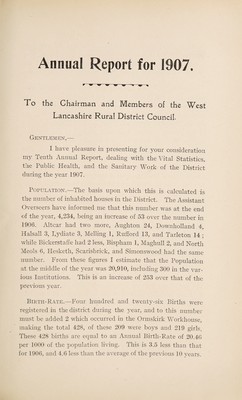 Annual Report for 1907.
To the Chairman and Members of the West
Lancashire Rural District Council.
GENTLEMEN,—
I have pleasure in presenting for your consideration
my Tenth Annual Report, dealing with the Vital Statistics,
the Public Health, and the Sanitary Work of the District
during the year 1907.
POPULATION.—The basis upon which this is calculated is
the number of inhabited houses in the District. The Assistant
Overseers have informed me that this number was at the end
of the year, 4,234, being an increase of 53 over the number in
1906. Altcar had two more, Aughton 24, Downholland 4,
Halsall 3, Lydiate 3, Melling 1, Rufford 13, and Tarleton 14;
while Bickerstaffe had 2 less, Bispham 1, Maghull 2, and North
Meols 6, Hesketh, Scarisbrick, and Simonswood had the same
number. From these figures I estimate that the Population
at the middle of the year was 20,910, including 300 in the var-
ious Institutions. This is an increase of 253 over that of the
previous year.
BIRTH-RATE.—Four hundred and twenty-six Births were
registered in the district during the year, and to this number
must be added 2 which occurred in the Ormskirk Workhouse,
making the total 428, of these 209 were boys and 219 girls.
These 428 births are equal to an Annual Birth-Rate of 20.46
per 1000 of the population living. This is 3.5 less than that
for 1906, and 4.6 less than the average of the previous 10 years.